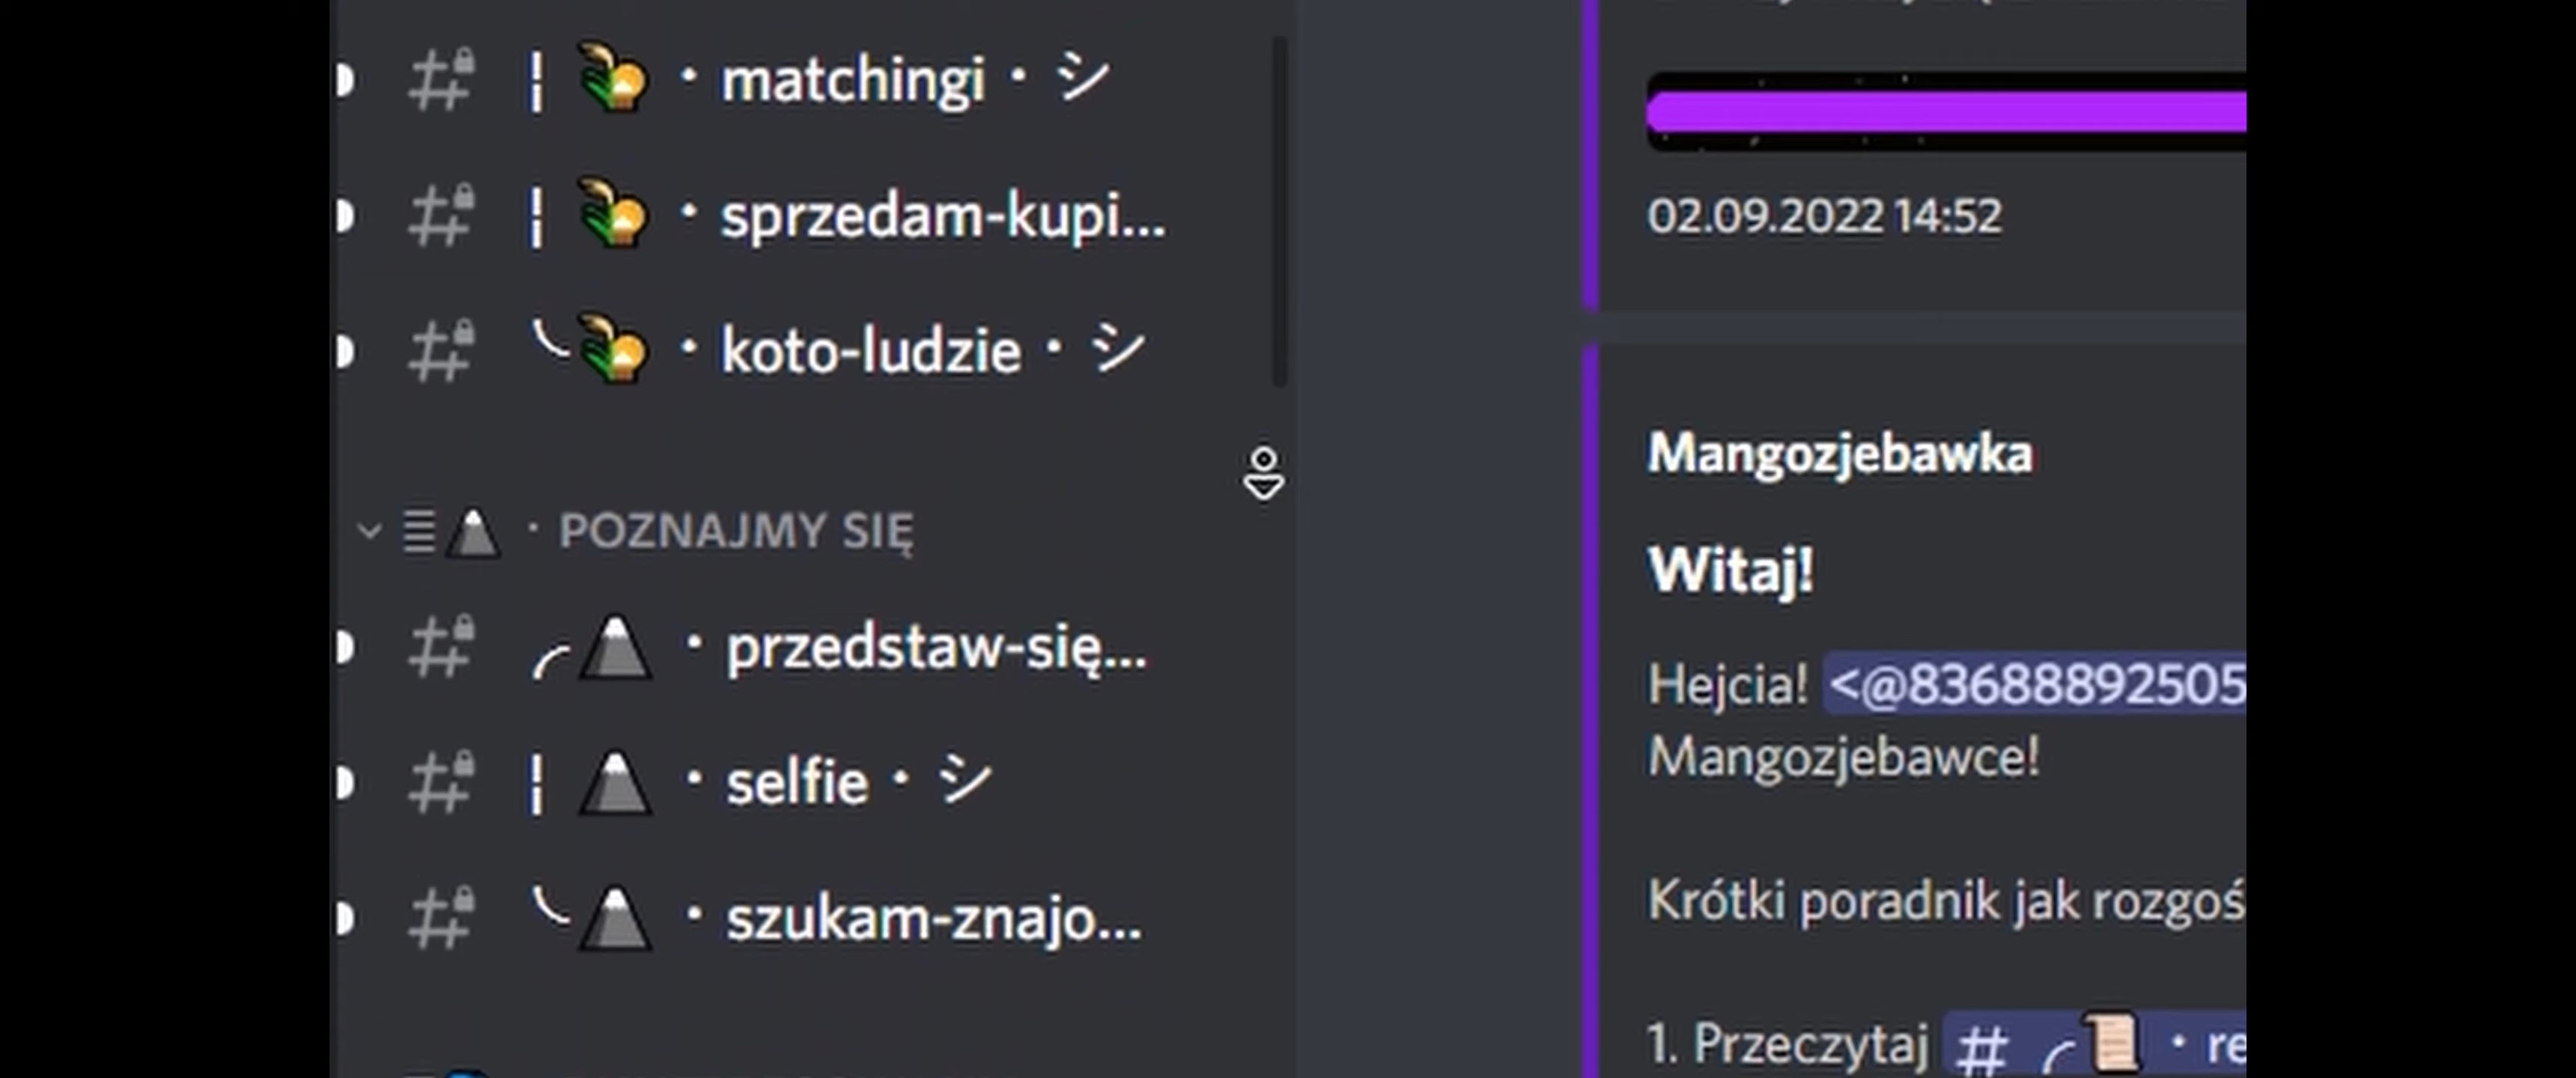 matchingi・シ
・sprzedam-kupi...
・koto-ludzie・シ
・POZNAJMY SIĘ
・przedstaw-się...
・selfie・シ
・szukam-znajo...
02.09.2022 14:52
Mangozjebawka
Witaj!
Hejcia! <@83688892505
Mangozjebawce!
Krótki poradnik jak rozgoś
1. Przeczytaj # ╭📜・re